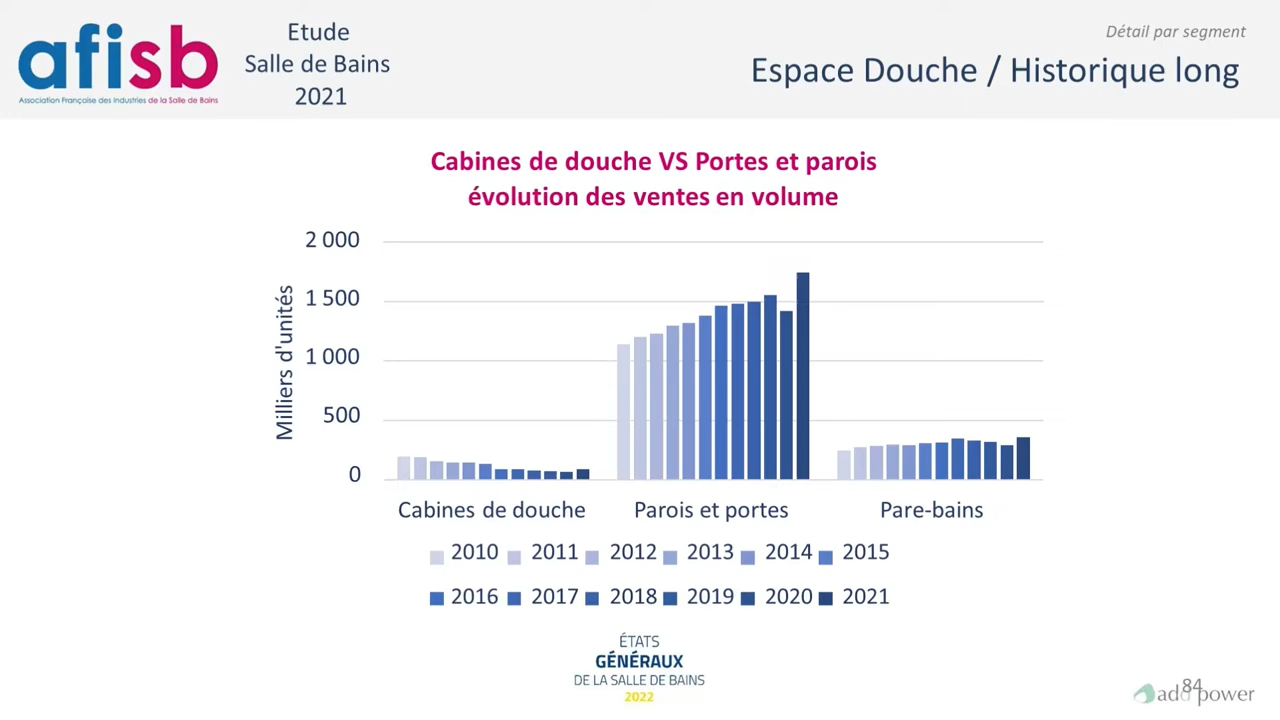 afisb
Association Française des Industries de la Salle de Bains
Etude
Salle de Bains
2021
Détail par segment
Espace Douche / Historique long
Cabines de douche VS Portes et parois
évolution des ventes en volume
Milliers d'unités
2 000
1 500
1 000
500
0
Cabines de douche
Parois et portes
Pare-bains
2010 2011 2012 2013 2014 2015
2016 2017 2018 2019 2020 2021
ÉTATS
GÉNÉRAUX
DE LA SALLE DE BAINS
2022
84
add power